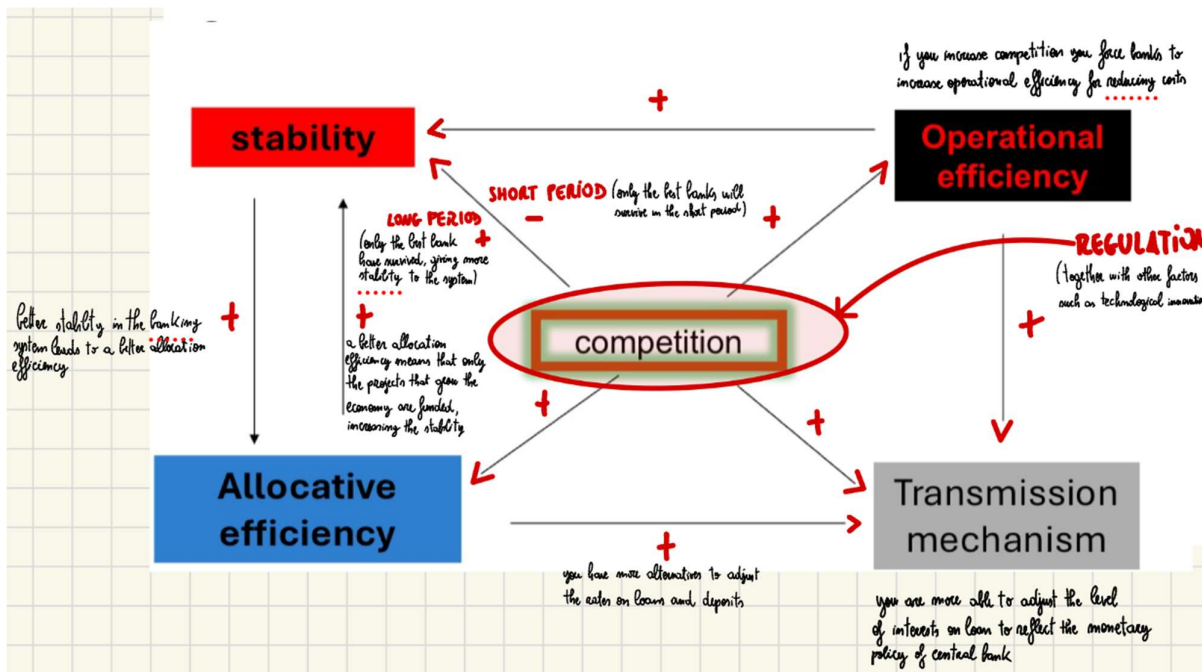 if you increase competition you force banks to
increase operational efficiency for reducing costs
+
stability
Operational
efficiency
SHORT PERIOD (only the best banks will
survive in the short period)
-
+
LONG PERIOD
+
(only the best bank
have survived, giving more
stability to the system)
REGULATION
(together with other factors
such as technological
+
better stability in the banking
system leads to a better allocation
efficiency
+
+
a better allocation
efficiency means that only
the projects that grow the
economy are funded,
increasing the stability
competition
+
+
Allocative
efficiency
Transmission
mechanism
+
you have more alternatives to adjust
the rates on loans and deposits
you are more able to adjust the level
of interests on loan to reflect the monetary
policy of central bank